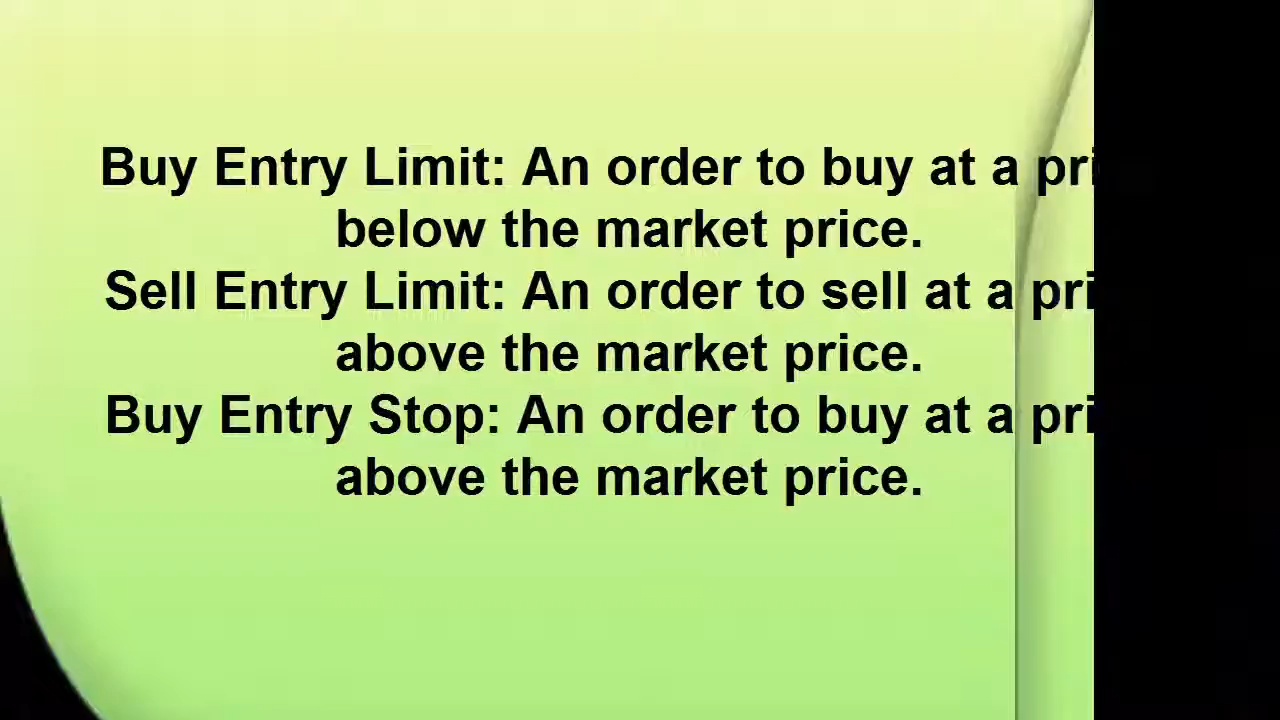 Buy Entry Limit: An order to buy at a pri
below the market price.
Sell Entry Limit: An order to sell at a pri
above the market price.
Buy Entry Stop: An order to buy at a pri
above the market price.